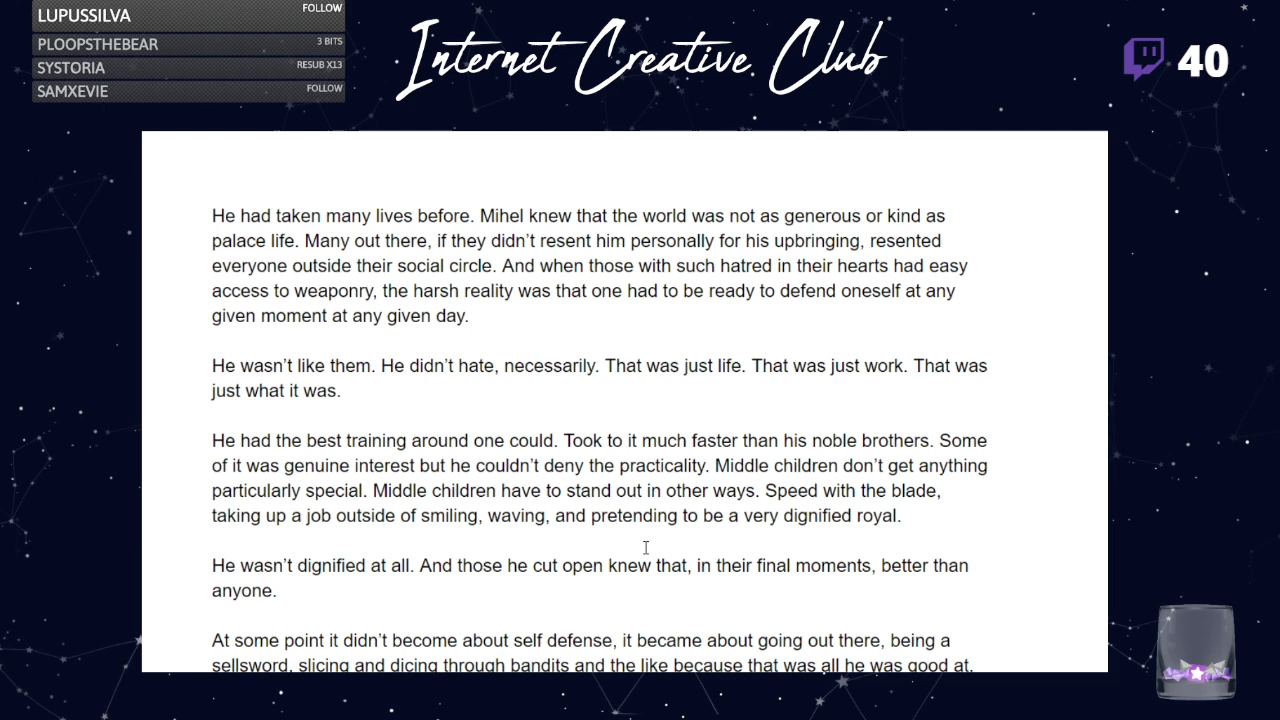 LUPUSSILVA FOLLOW
PLOOPSTHEBEAR 3 BITS
SYSTORIA RESUB X13
SAMXEVIE FOLLOW
Internet Creative Club
40
He had taken many lives before. Mihel knew that the world was not as generous or kind as
palace life. Many out there, if they didn't resent him personally for his upbringing, resented
everyone outside their social circle. And when those with such hatred in their hearts had easy
access to weaponry, the harsh reality was that one had to be ready to defend oneself at any
given moment at any given day.
He wasn't like them. He didn't hate, necessarily. That was just life. That was just work. That was
just what it was.
He had the best training around one could. Took to it much faster than his noble brothers. Some
of it was genuine interest but he couldn't deny the practicality. Middle children don't get anything
particularly special. Middle children have to stand out in other ways. Speed with the blade,
taking up a job outside of smiling, waving, and pretending to be a very dignified royal.
He wasn't dignified at all. And those he cut open knew that, in their final moments, better than
anyone.
At some point it didn't become about self defense, it became about going out there, being a
sellsword, slicing and dicing through bandits and the like because that was all he was good at.